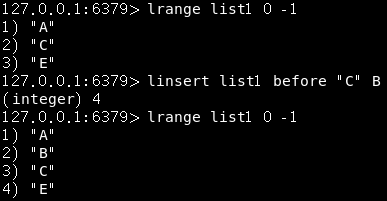 127.0.0.1:6379> lrange list1 0 -1
1) "A"
2) "C"
3) "E"
127.0.0.1:6379> linsert list1 before "C" B
(integer) 4
127.0.0.1:6379> lrange list1 0 -1
1) "A"
2) "B"
3) "C"
4) "E"